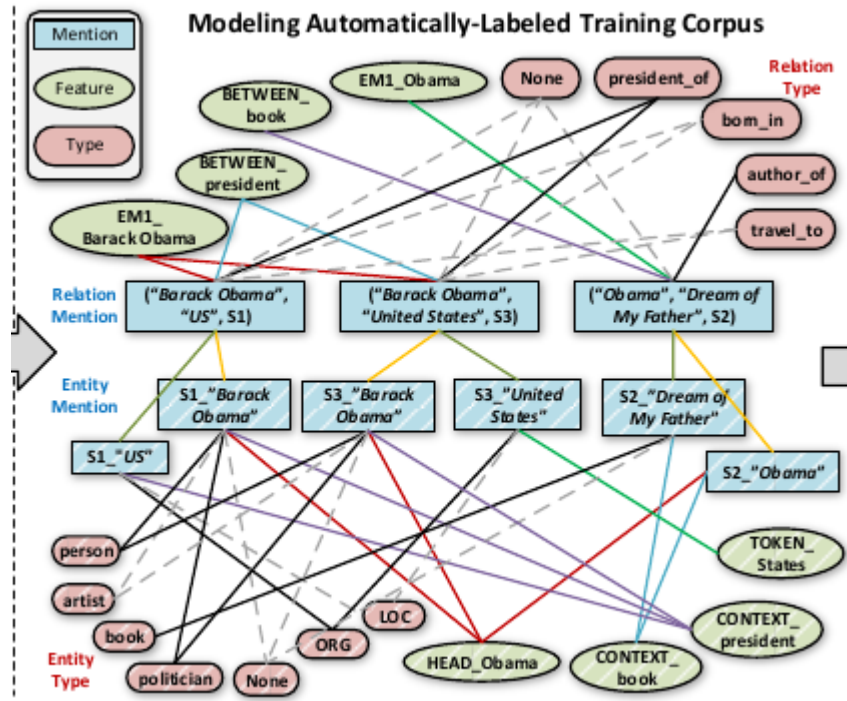 Modeling Automatically-Labeled Training Corpus
Mention
Feature
Type
BETWEEN_
book
EM1_Obama
None
president_of
Relation
Type
born_in
BETWEEN_
president
author_of
EM1_
Barack Obama
travel_to
Relation
Mention
("Barack Obama",
"US", S1)
("Barack Obama",
"United States", S3)
("Obama", "Dream of
My Father", S2)
Entity
Mention
S1_"Barack
Obama"
S3_"Barack
Obama"
S3_"United
States"
S2_"Dream of
My Father"
S1_"US"
S2_"Obama"
person
TOKEN_
States
artist
book
LOC
CONTEXT_
president
Entity
Type
politician
None
ORG
HEAD_Obama
CONTEXT_
book